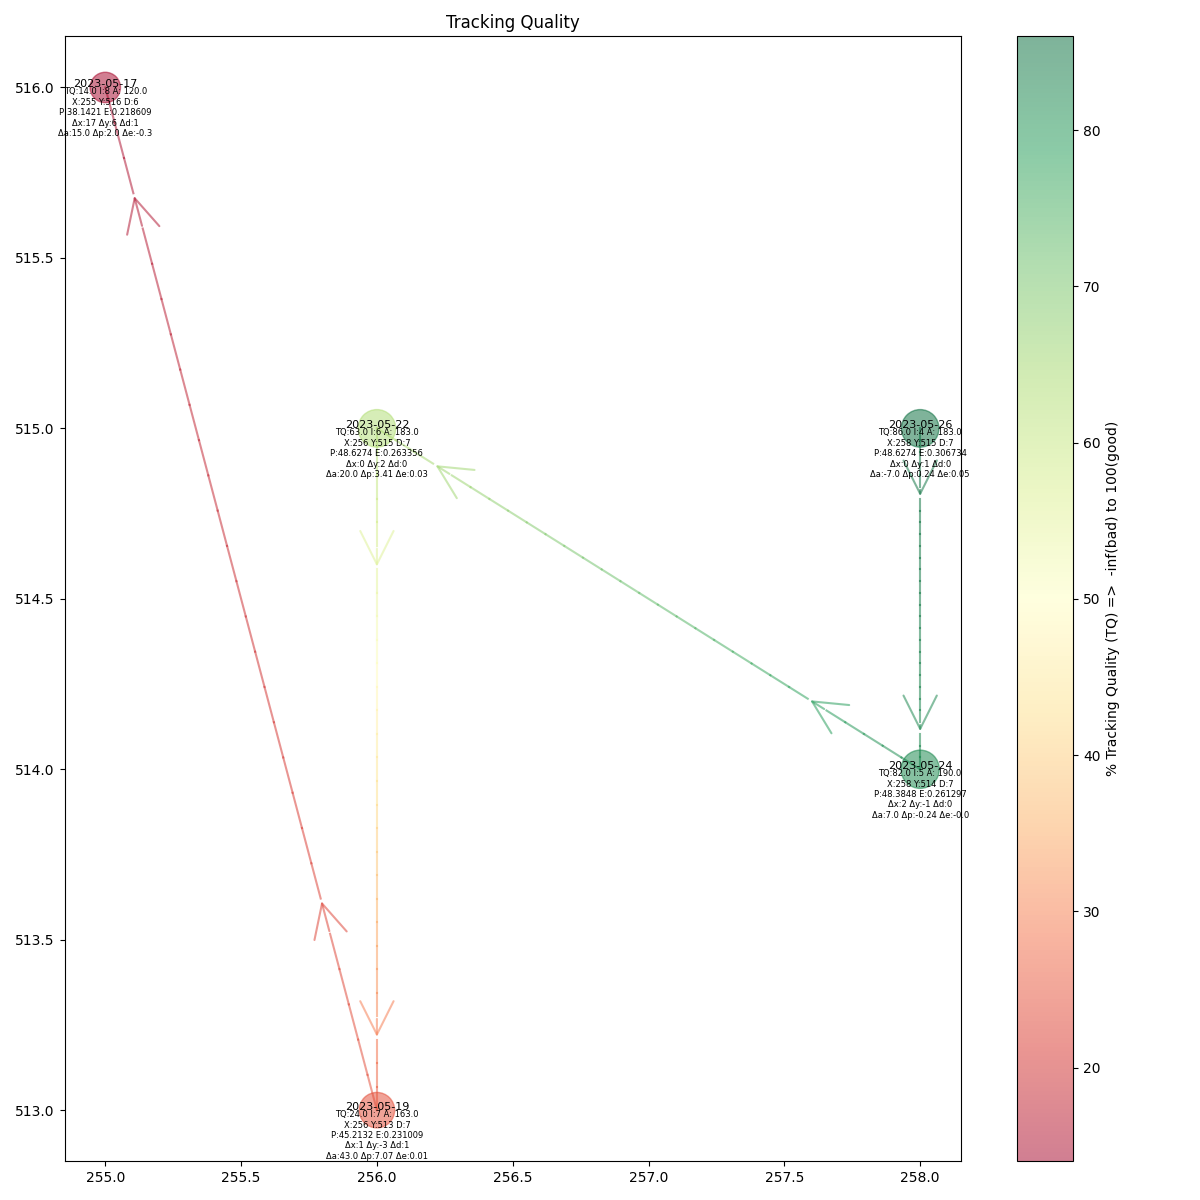 Tracking Quality
516.0
515.5
515.0
514.5
514.0
513.5
513.0
2023-05-17
TQ:14.0 I:8 A: 120.0
X:255 Y:516 D:6
P:38.1421 E:0.218609
Δx:17 Δy:6 Δd:1
Δa:15.0 Δp:2.0 Δe:-0.3
2023-05-22
TQ:63.0 I:6 A: 183.0
X:256 Y:515 D:7
P:48.6274 E:0.263356
Δx:0 Δy:2 Δd:0
Δa:20.0 Δp:3.41 Δe:0.03
2023-05-26
TQ:86.0 I:4 A: 183.0
X:258 Y:515 D:7
P:48.6274 E:0.306734
Δx:0 Δy:1 Δd:0
Δa:-7.0 Δp:0.24 Δe:0.05
2023-05-24
TQ:82.0 I:5 A: 190.0
X:258 Y:514 D:7
P:48.3848 E:0.261297
Δx:2 Δy:-1 Δd:0
Δa:7.0 Δp:-0.24 Δe:-0.0
2023-05-19
TQ:24.0 I:7 A: 163.0
X:256 Y:513 D:7
P:45.2132 E:0.231009
Δx:1 Δy:-3 Δd:1
Δa:43.0 Δp:7.07 Δe:0.01
255.0 255.5 256.0 256.5 257.0 257.5 258.0
80
70
60
50
40
30
20
% Tracking Quality (TQ) => -inf(bad) to 100(good)